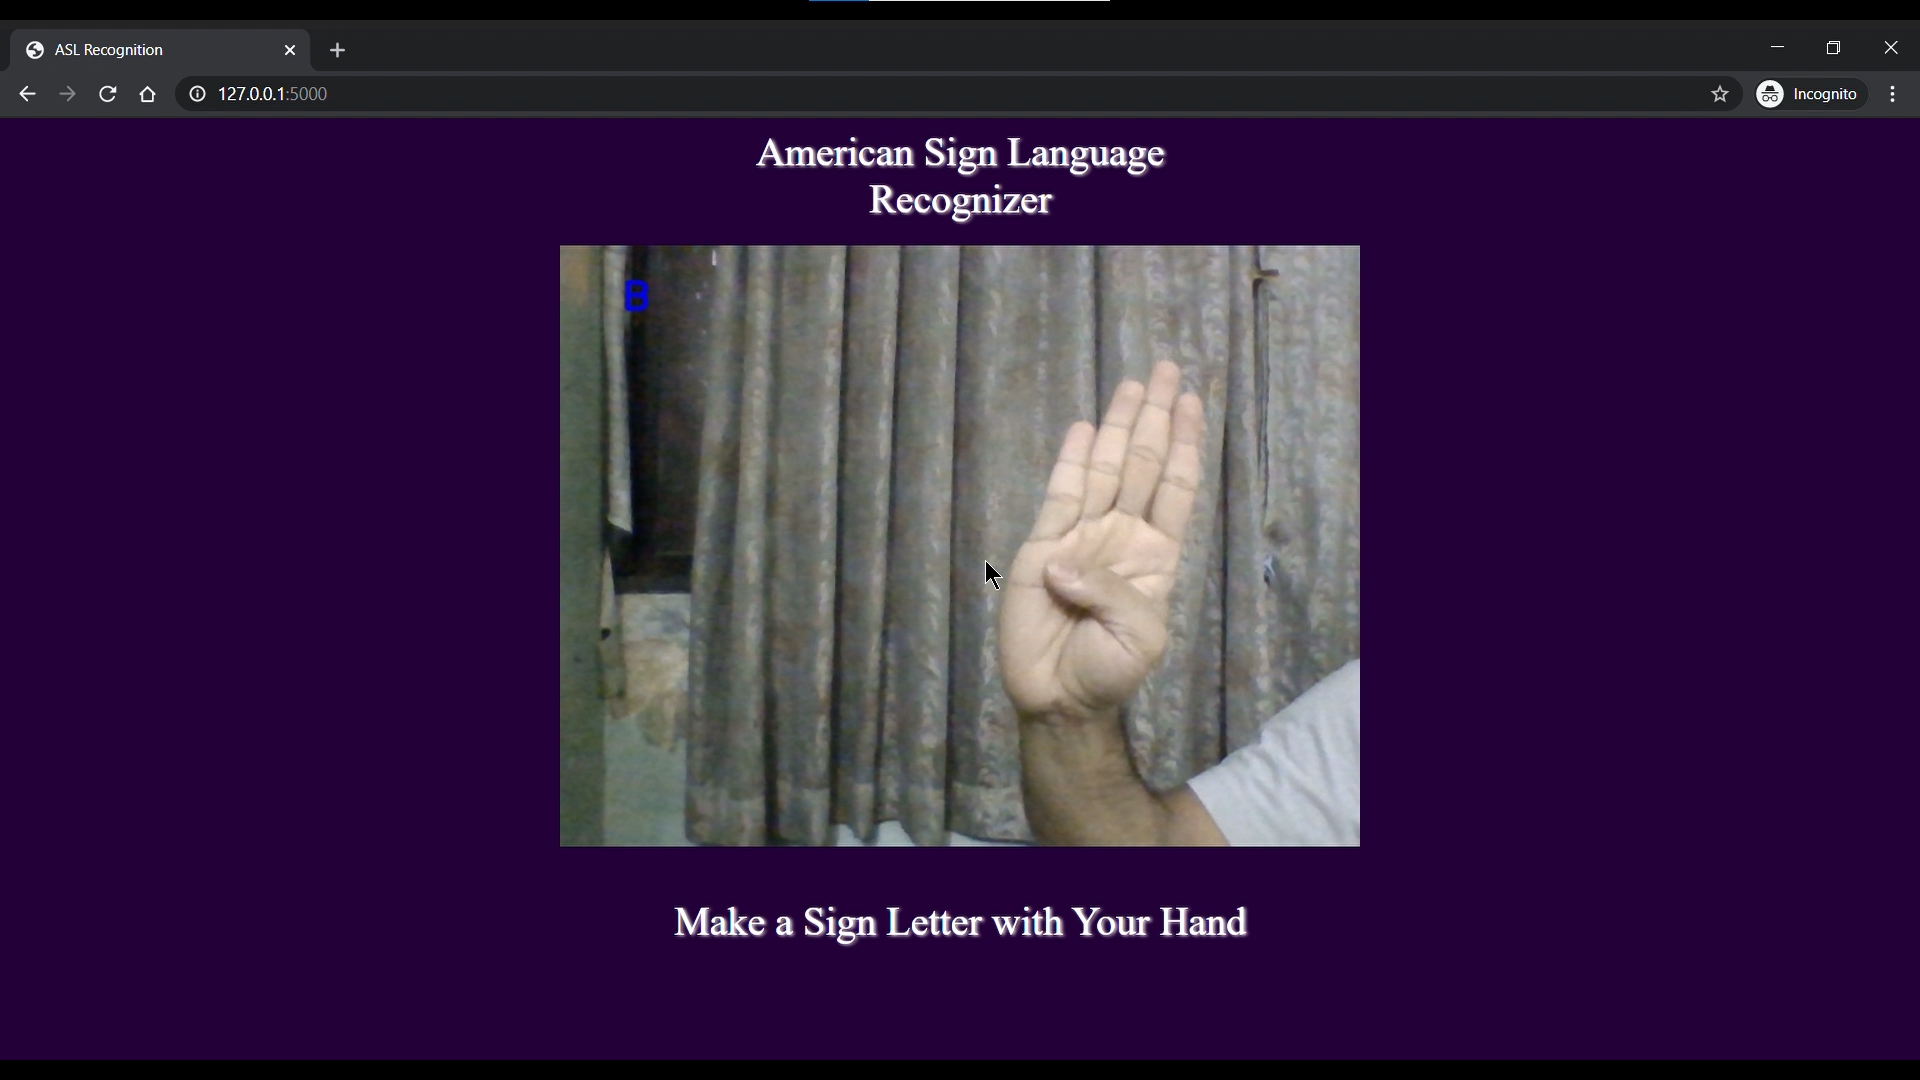 ASL Recognition
127.0.0.1:5000
Incognito
American Sign Language
Recognizer
B
Make a Sign Letter with Your Hand